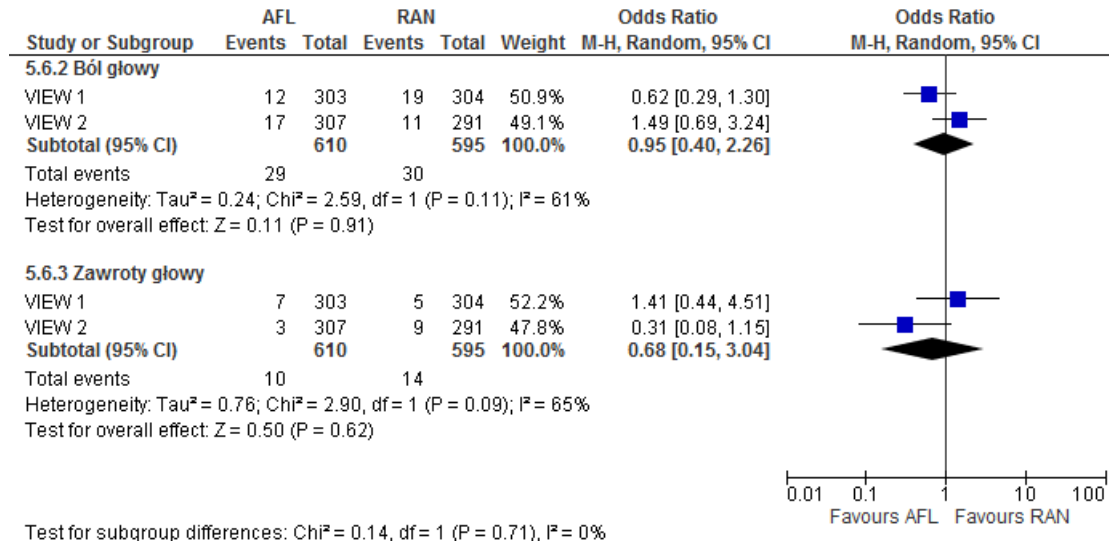 AFL RAN Odds Ratio Odds Ratio
Study or Subgroup Events Total Events Total Weight M-H, Random, 95% CI M-H, Random, 95% CI
5.6.2 Ból głowy
VIEW 1 12 303 19 304 50.9% 0.62 [0.29, 1.30]
VIEW 2 17 307 11 291 49.1% 1.49 [0.69, 3.24]
Subtotal (95% CI) 610 595 100.0% 0.95 [0.40, 2.26]
Total events 29 30
Heterogeneity: Tau² = 0.24; Chi² = 2.59, df = 1 (P = 0.11); I² = 61%
Test for overall effect: Z = 0.11 (P = 0.91)
5.6.3 Zawroty głowy
VIEW 1 7 303 5 304 52.2% 1.41 [0.44, 4.51]
VIEW 2 3 307 9 291 47.8% 0.31 [0.08, 1.15]
Subtotal (95% CI) 610 595 100.0% 0.68 [0.15, 3.04]
Total events 10 14
Heterogeneity: Tau² = 0.76; Chi² = 2.90, df = 1 (P = 0.09); I² = 65%
Test for overall effect: Z = 0.50 (P = 0.62)
0.01 0.1 1 10 100
Favours AFL Favours RAN
Test for subgroup differences: Chi² = 0.14, df = 1 (P = 0.71), I² = 0%